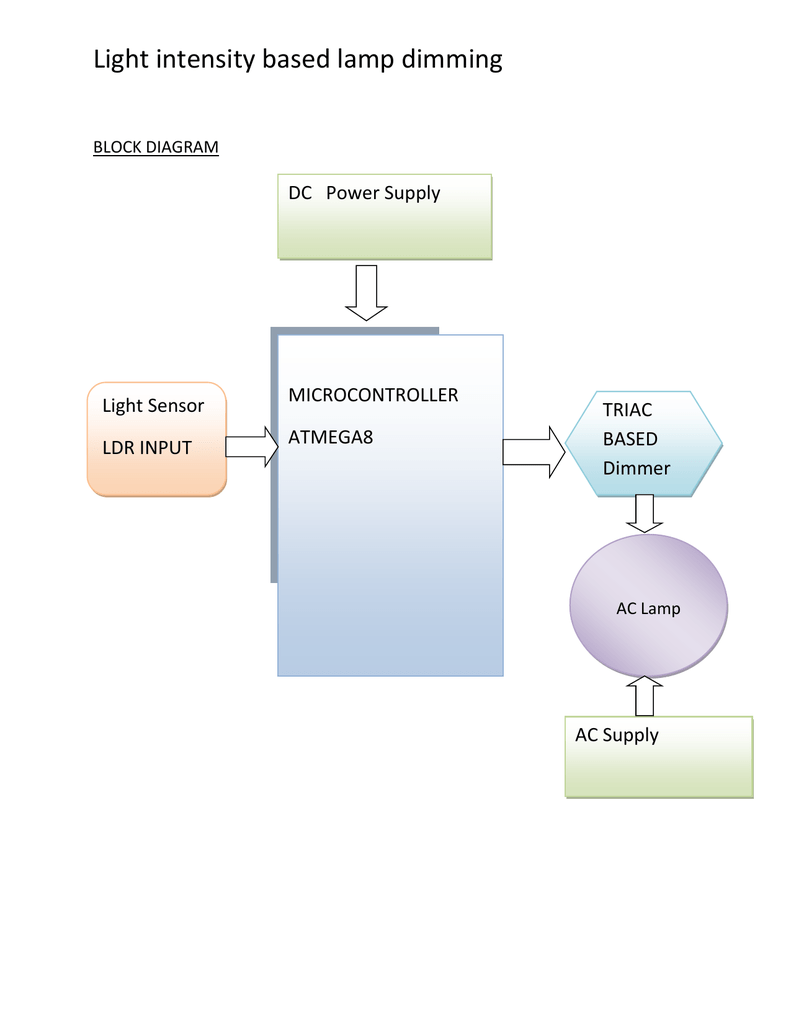 Light intensity based lamp dimming
BLOCK DIAGRAM
DC   Power Supply
MICROCONTROLLER
ATMEGA8
Light Sensor
LDR INPUT
TRIAC
BASED
Dimmer
AC Lamp
AC Supply